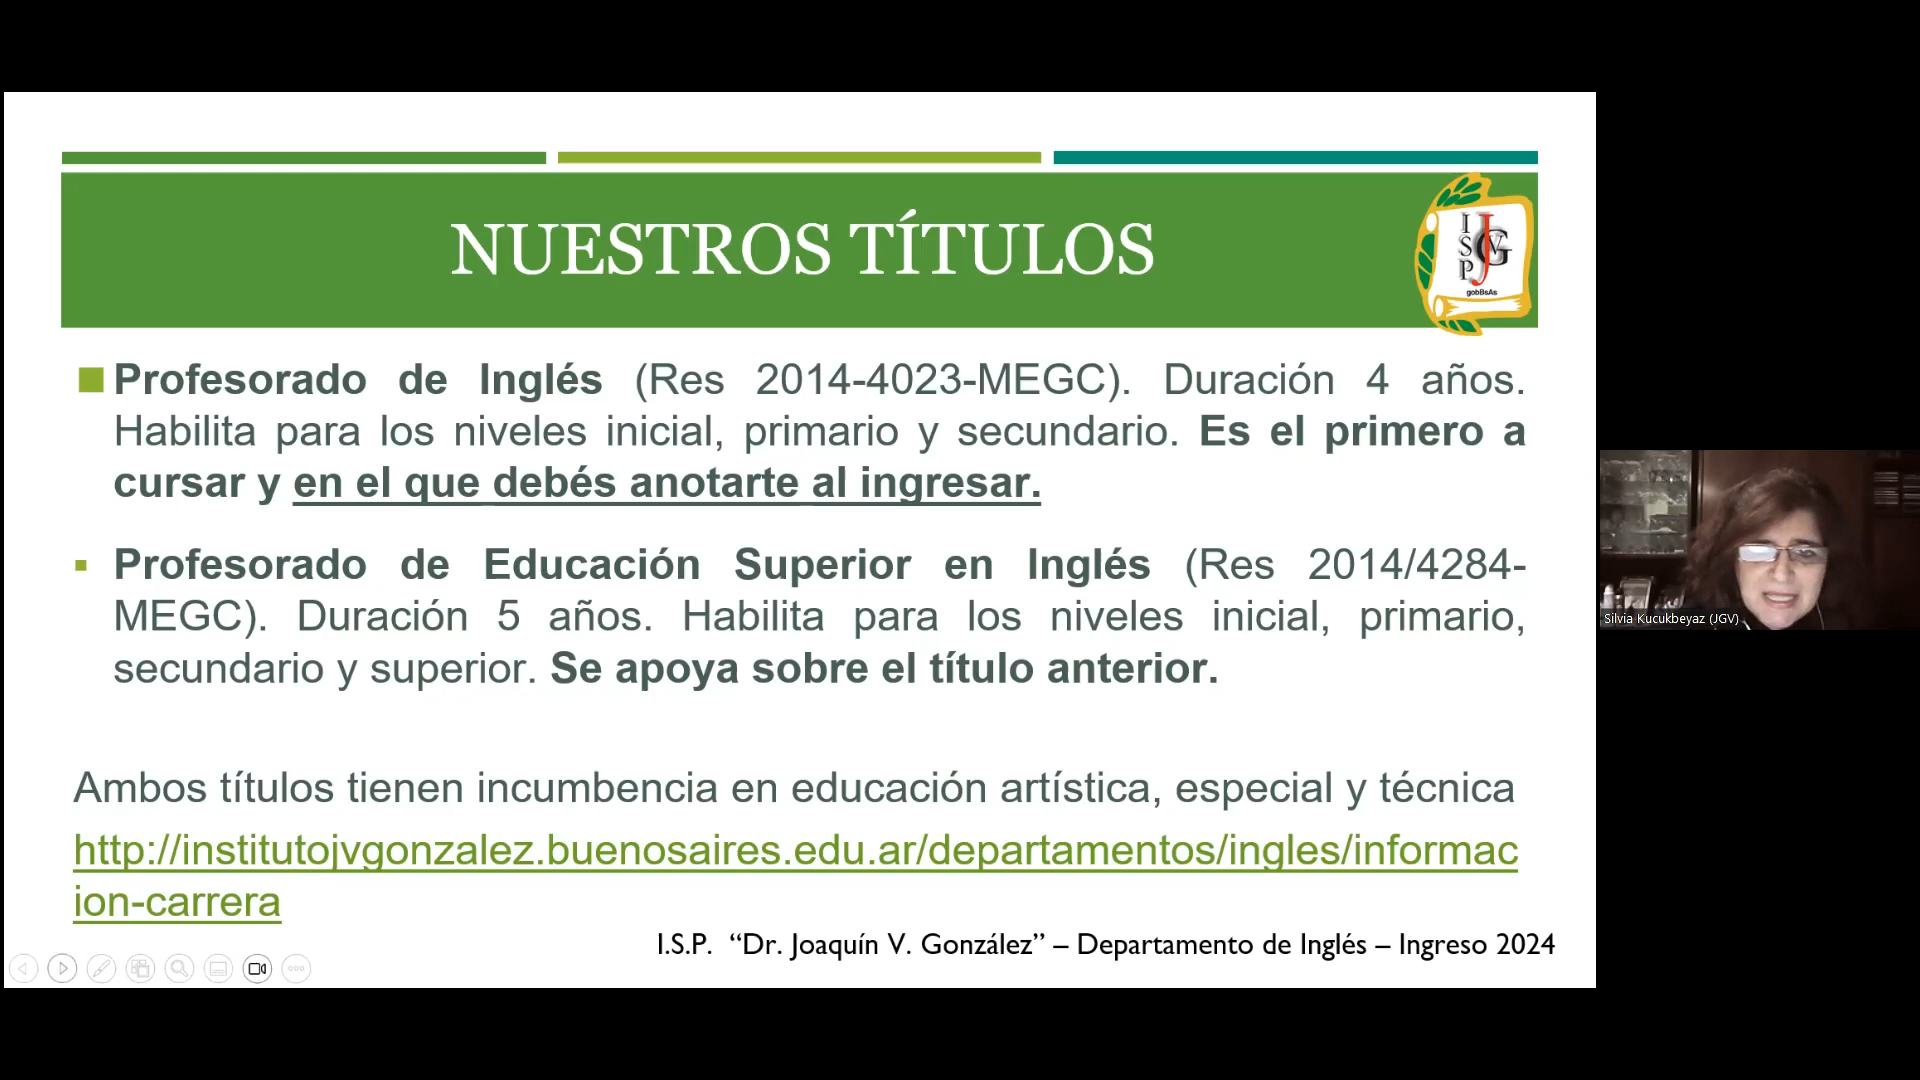 NUESTROS TÍTULOS
I
S
P
J
V
G
gobBsAs
Profesorado de Inglés (Res 2014-4023-MEGC). Duración 4 años.
Habilita para los niveles inicial, primario y secundario. Es el primero a
cursar y en el que debés anotarte al ingresar.
Profesorado de Educación Superior en Inglés (Res 2014/4284-
MEGC). Duración 5 años. Habilita para los niveles inicial, primario,
secundario y superior. Se apoya sobre el título anterior.
Ambos títulos tienen incumbencia en educación artística, especial y técnica
http://institutojvgonzalez.buenosaires.edu.ar/departamentos/ingles/informac
ion-carrera
I.S.P. “Dr. Joaquín V. González” – Departamento de Inglés – Ingreso 2024
Silvia Kucukbeyaz (JGV)